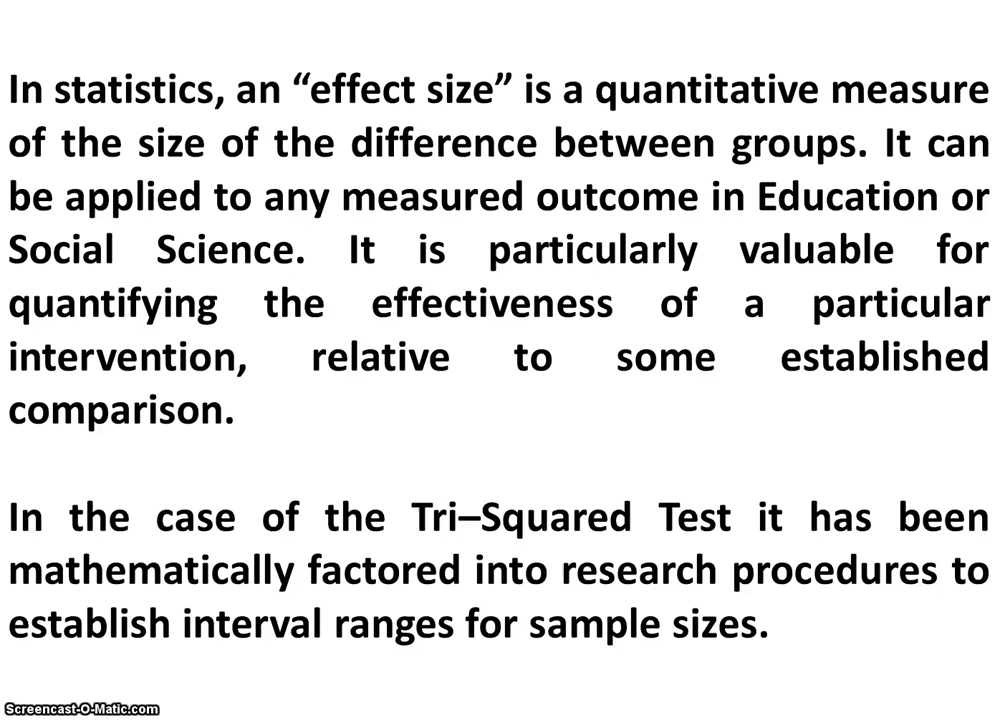 In statistics, an “effect size” is a quantitative measure
of the size of the difference between groups. It can
be applied to any measured outcome in Education or
Social Science. It is particularly valuable for
quantifying the effectiveness of a particular
intervention, relative to some established
comparison.
In the case of the Tri–Squared Test it has been
mathematically factored into research procedures to
establish interval ranges for sample sizes.
Screencast-O-Matic.com